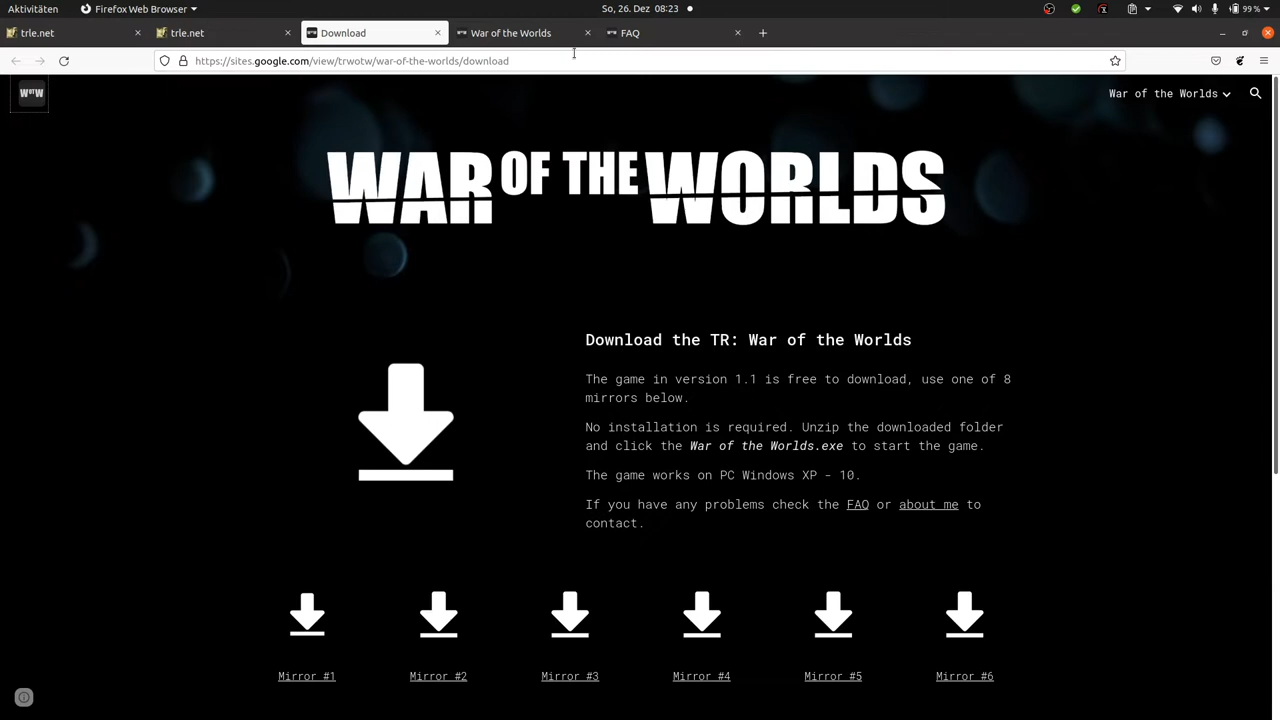 Aktivitäten Firefox Web Browser So, 26. Dez 08:23 99 %
trle.net trle.net Download War of the Worlds FAQ
https://sites.google.com/view/trwotw/war-of-the-worlds/download
W OT W War of the Worlds
WAR OF THE WORLDS
Download the TR: War of the Worlds
The game in version 1.1 is free to download, use one of 8
mirrors below.
No installation is required. Unzip the downloaded folder
and click the War of the Worlds.exe to start the game.
The game works on PC Windows XP - 10.
If you have any problems check the FAQ or about me to
contact.
Mirror #1 Mirror #2 Mirror #3 Mirror #4 Mirror #5 Mirror #6